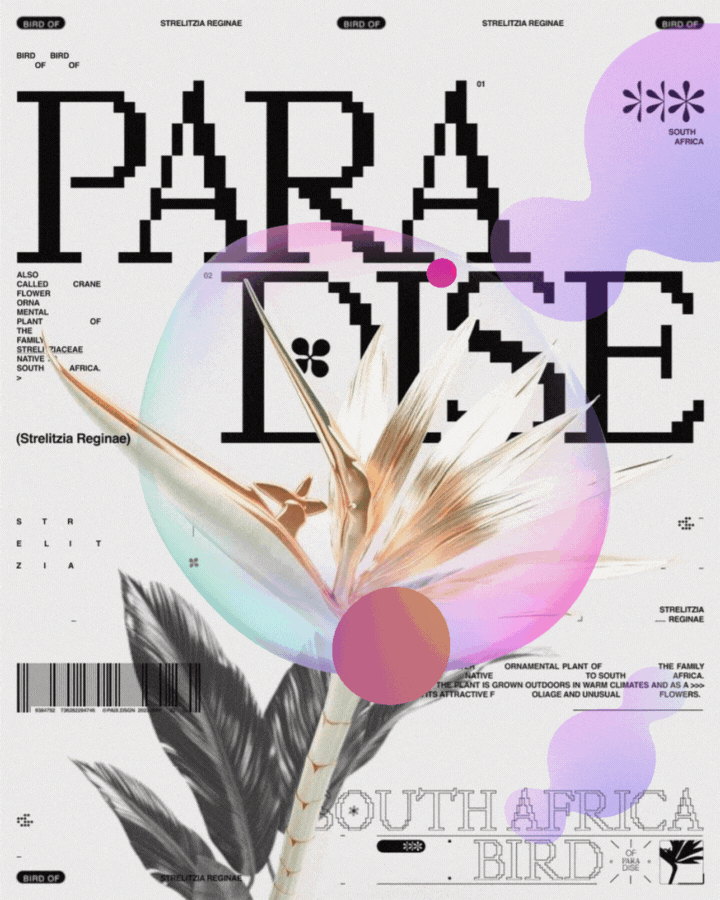 BIRD OF STRELITZIA REGINAE BIRD OF STRELITZIA REGINAE BIRD OF
BIRD BIRD
OF OF
PARA
01
SOUTH
AFRICA
02
DISE
ALSO
CALLED CRANE
FLOWER
ORNA
MENTAL
PLANT OF
THE
FAMILY
STRELITZIACEAE
NATIVE
SOUTH AFRICA.
>
(Strelitzia Reginae)
S T R
E L I T
Z I A
STRELITZIA
REGINAE
ORNAMENTAL PLANT OF THE FAMILY
NATIVE TO SOUTH AFRICA.
THE PLANT IS GROWN OUTDOORS IN WARM CLIMATES AND AS A >>>
ITS ATTRACTIVE F OLIAGE AND UNUSUAL FLOWERS.
SOUTH AFRICA
BIRD
OF
PARA
DISE
BIRD OF STRELITZIA REGINAE